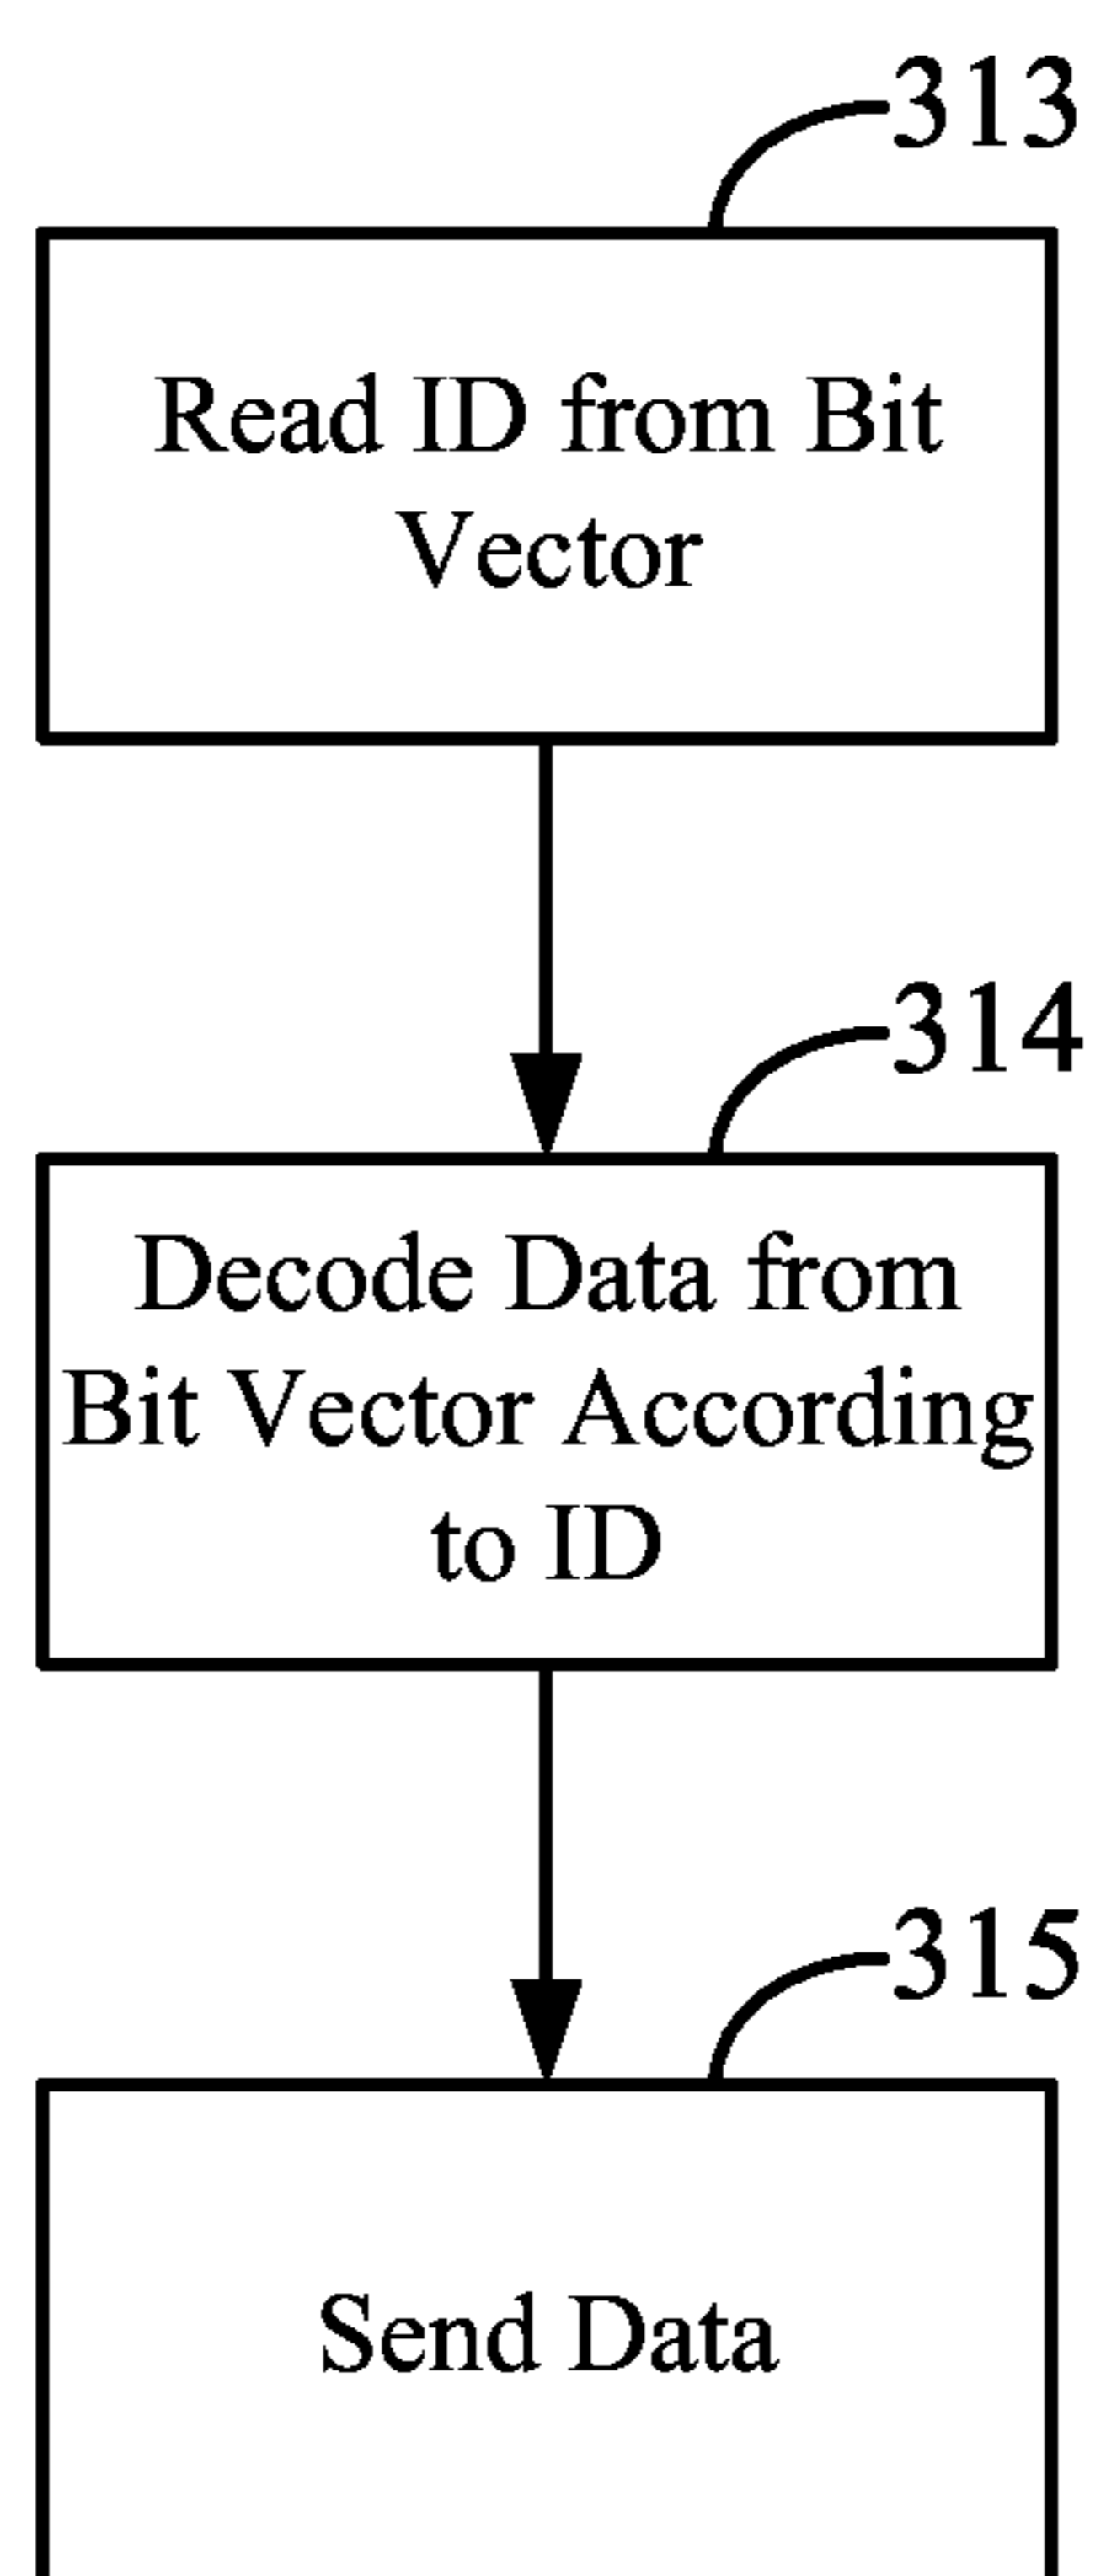 313
Read ID from Bit
Vector
314
Decode Data from
Bit Vector According
to ID
315
Send Data